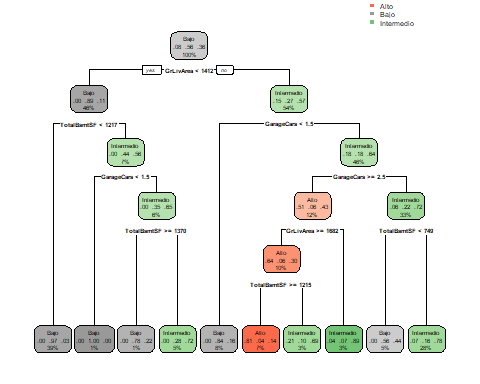 Alto
Bajo
Intermedio
Bajo
.08 .56 .36
100%
yes GrLivArea < 1412 no
Bajo
.00 .89 .11
46%
Intermedio
.15 .27 .57
54%
TotalBsmtSF < 1217
GarageCars < 1.5
Intermedio
.00 .44 .56
7%
Intermedio
.18 .18 .64
46%
GarageCars < 1.5
GarageCars >= 2.5
Intermedio
.00 .35 .65
6%
Alto
.51 .06 .43
12%
Intermedio
.06 .22 .72
33%
TotalBsmtSF >= 1370
GrLivArea >= 1682
TotalBsmtSF < 749
Alto
.64 .06 .30
10%
TotalBsmtSF >= 1215
Bajo
.00 .97 .03
39%
Bajo
.00 1.00 .00
1%
Bajo
.00 .78 .22
1%
Intermedio
.00 .28 .72
5%
Bajo
.00 .84 .16
8%
Alto
.81 .04 .14
7%
Intermedio
.21 .10 .69
3%
Intermedio
.04 .07 .89
3%
Bajo
.00 .56 .44
5%
Intermedio
.07 .16 .78
28%